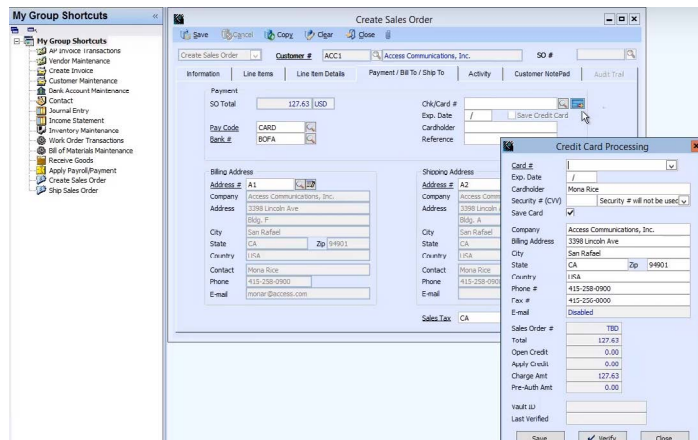 My Group Shortcuts «
My Group Shortcuts
AP Invoice Transactions
Vendor Maintenance
Create Invoice
Customer Maintenance
Bank Account Maintenance
Contact
Journal Entry
Income Statement
Inventory Maintenance
Work Order Transactions
Bill of Materials Maintenance
Receive Goods
Apply Payroll/Payment
Create Sales Order
Ship Sales Order
Create Sales Order
Save Cancel Copy Clear Close
Create Sales Order Customer # ACC1 Access Communications, Inc. SO #
Information Line Items Line Item Details Payment / Bill To / Ship To Activity Customer NotePad Audit Trail
Payment
SO Total 127.63 USD Chk/Card #
Exp. Date / Save Credit Card
Pay Code CARD Cardholder
Bank # BOFA Reference
Billing Address
Address # A1
Company Access Communications, Inc.
Address 3398 Lincoln Ave
Bldg. F
City San Rafael
State CA Zip 94901
Country USA
Contact Mona Rice
Phone 415-258-0900
E-mail monar@access.com
Shipping Address
Address # A2
Company Access Comm
Address 3398 Lincoln
Bldg. A
City San Rafael
State CA
Country USA
Contact Mona Rice
Phone 415-258-090
E-mail
Sales Tax CA
Credit Card Processing
Card #
Exp. Date /
Cardholder Mona Rice
Security # (CVV) Security # will not be used
Save Card
Company Access Communications, Inc.
Billing Address 3398 Lincoln Ave
City San Rafael
State CA Zip 94901
Country USA
Phone # 415-258-0900
Fax # 415-256-0000
E-mail Disabled
Sales Order # TBD
Total 127.63
Open Credit 0.00
Apply Credit 0.00
Charge Amt 127.63
Pre-Auth Amt 0.00
Vault ID
Last Verified
Save Verify Close